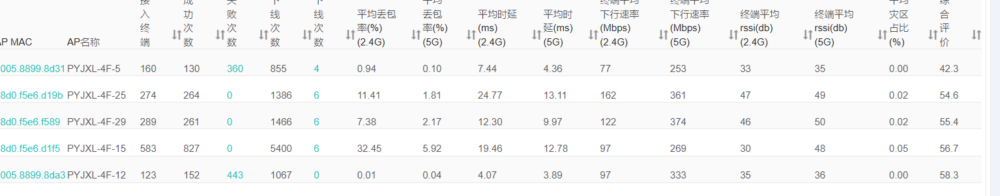 AP MAC AP名称 接入终端 成功次数 失败次数 下线次数 下线次数 平均丢包率(%)(2.4G) 平均丢包率(%)(5G) 平均时延(ms)(2.4G) 平均时延(ms)(5G) 终端平均下行速率(Mbps)(2.4G) 终端平均下行速率(Mbps)(5G) 终端平均rssi(db)(2.4G) 终端平均rssi(db)(5G) 平均灾区占比(%) 综合评价
005.8899.8d31 PYJXL-4F-5 160 130 360 855 4 0.94 0.10 7.44 4.36 77 253 33 35 0.00 42.3
8d0.f5e6.d19b PYJXL-4F-25 274 264 0 1386 6 11.41 1.81 24.77 13.11 162 361 47 49 0.02 54.6
8d0.f5e6.f589 PYJXL-4F-29 289 261 0 1466 6 7.38 2.17 12.30 9.97 122 374 46 50 0.02 55.4
8d0.f5e6.d1f5 PYJXL-4F-15 583 827 0 5400 6 32.45 5.92 19.46 12.78 97 269 30 48 0.05 56.7
005.8899.8da3 PYJXL-4F-12 123 152 443 1067 0 0.01 0.04 4.07 3.89 97 333 35 36 0.00 58.3